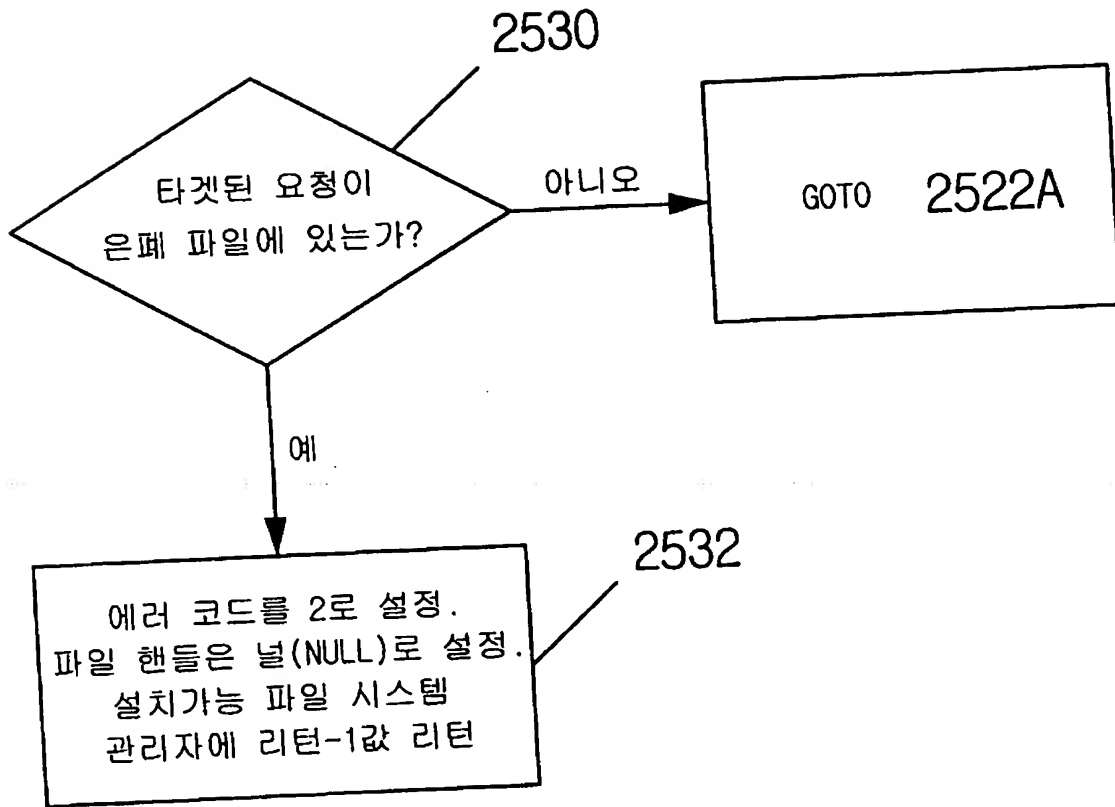 2530
타겟된 요청이
은폐 파일에 있는가?
아니오
GOTO 2522A
예
2532
에러 코드를 2로 설정.
파일 핸들은 널(NULL)로 설정.
설치가능 파일 시스템
관리자에 리턴-1값 리턴